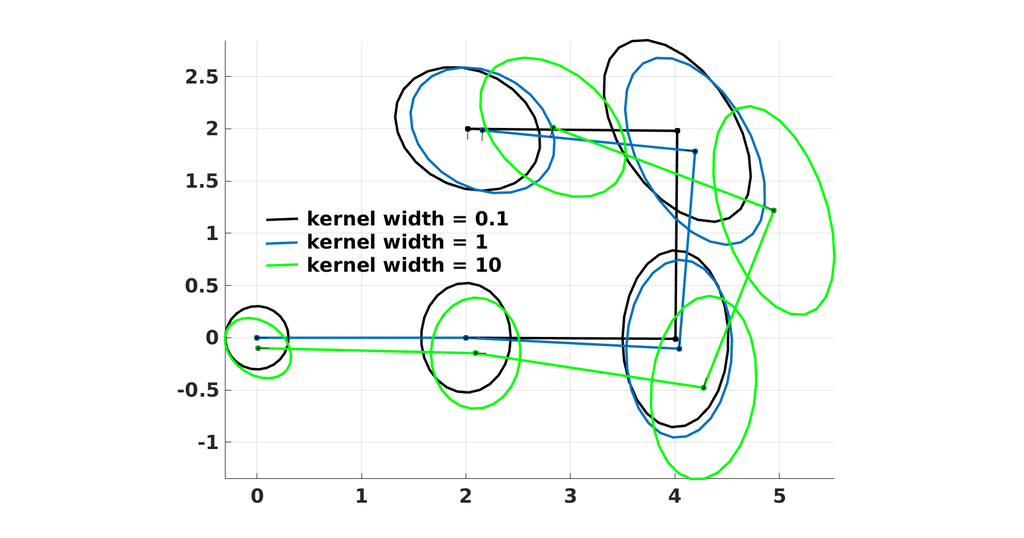 2.5
2
1.5
1
0.5
0
-0.5
-1
kernel width = 0.1
kernel width = 1
kernel width = 10
0 1 2 3 4 5